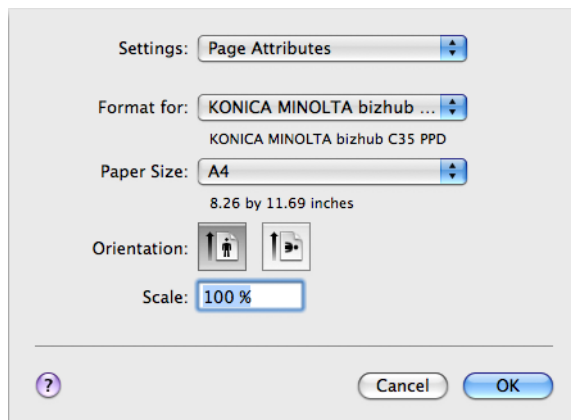 Settings: Page Attributes
Format for: KONICA MINOLTA bizhub ...
KONICA MINOLTA bizhub C35 PPD
Paper Size: A4
8.26 by 11.69 inches
Orientation:
Scale: 100 %
? Cancel OK